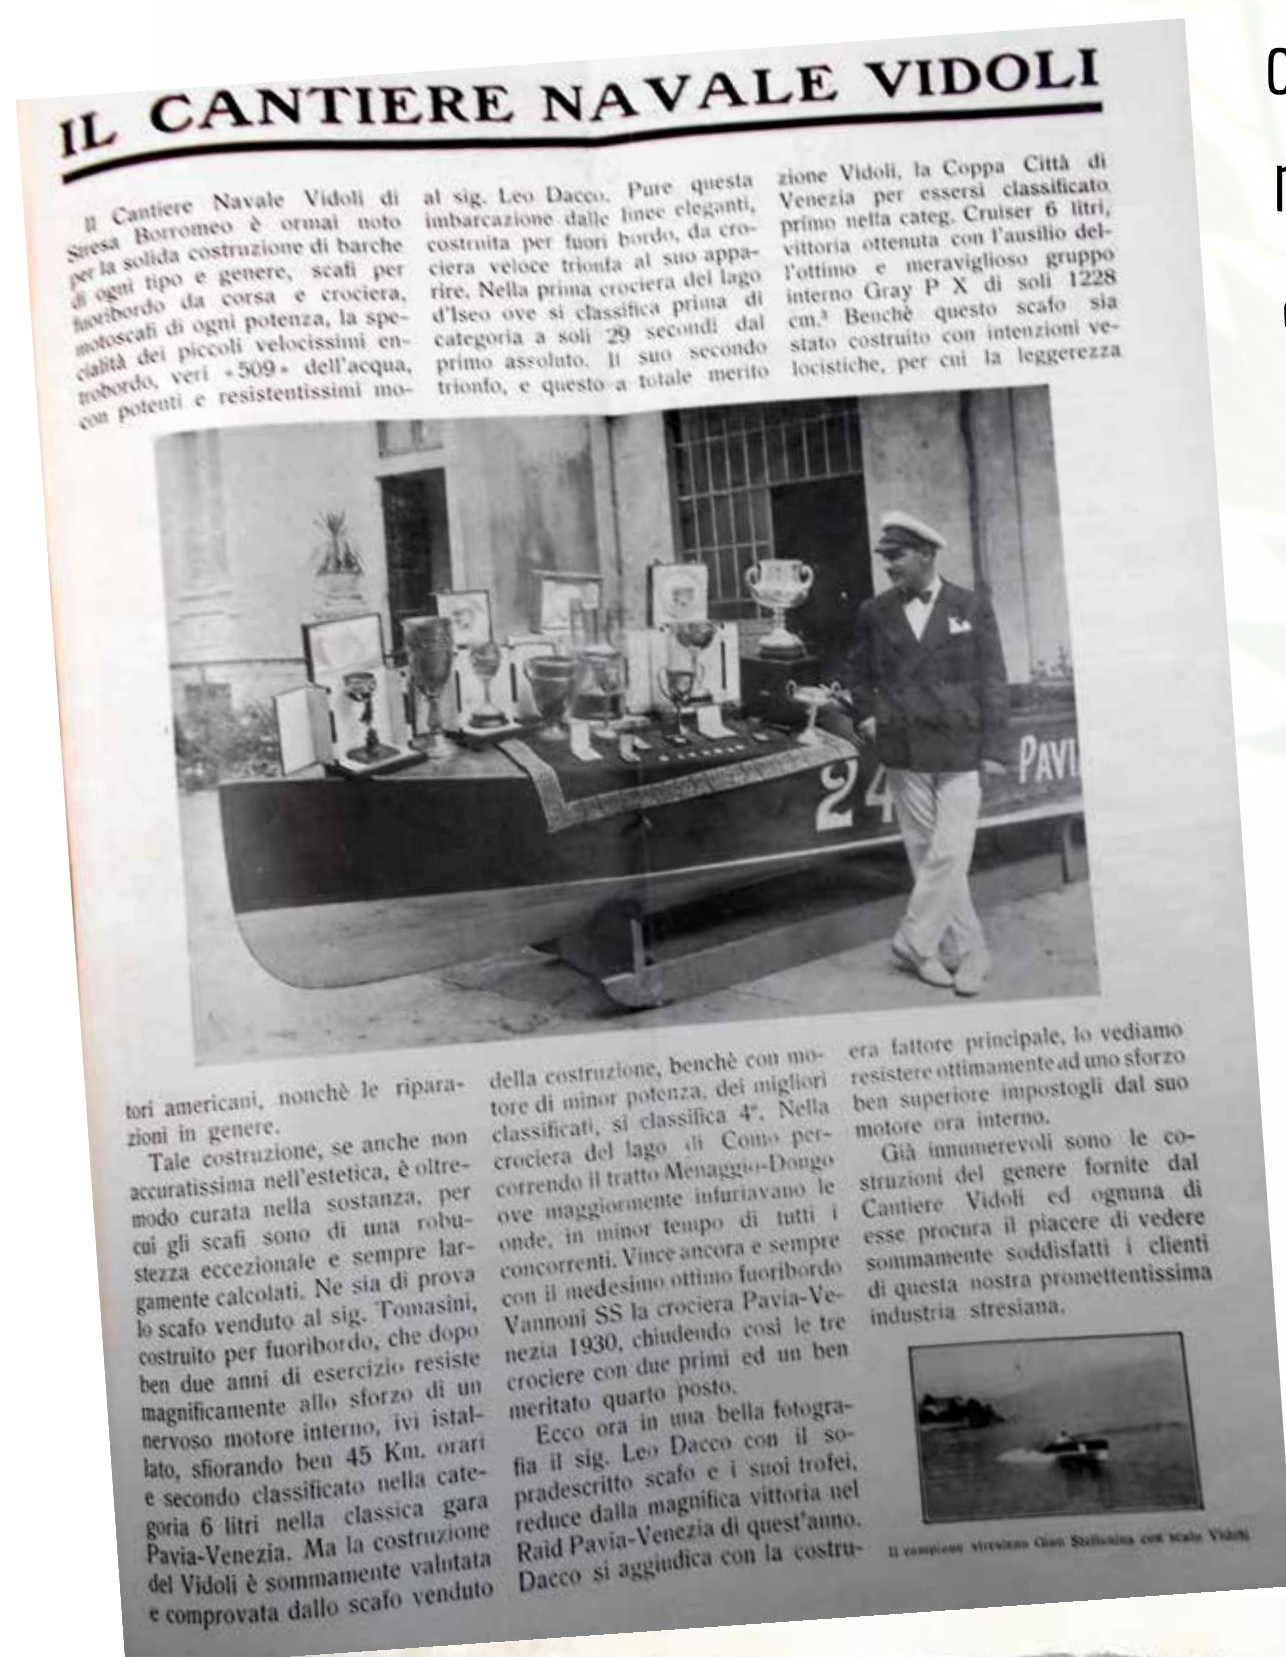 IL CANTIERE NAVALE VIDOLI
Il Cantiere Navale Vidoli di
Stresa Borromeo è ormai noto
per la solida costruzione di barche
di ogni tipo e genere, scafi per
fuoribordo da corsa e crociera,
motoscafi di ogni potenza, la spe-
cialità dei piccoli velocissimi en-
trobordo, veri «509» dell'acqua,
con potenti e resistentissimi mo-
tori americani, nonchè le ripara-
zioni in genere.
Tale costruzione, se anche non
accuratissima nell'estetica, è oltre-
modo curata nella sostanza, per
cui gli scafi sono di una robu-
stezza eccezionale e sempre lar-
gamente calcolati. Ne sia di prova
lo scafo venduto al sig. Tomasini,
costruito per fuoribordo, che dopo
ben due anni di esercizio resiste
magnificamente allo sforzo di un
nervoso motore interno, ivi istal-
lato, sfiorando ben 45 Km. orari
e secondo classificato nella cate-
goria 6 litri nella classica gara
Pavia-Venezia. Ma la costruzione
del Vidoli è sommamente valutata
e comprovata dallo scafo venduto
al sig. Leo Dacco. Pure questa
imbarcazione dalle linee eleganti,
costruita per fuori bordo, da cro-
ciera veloce trionfa al suo appa-
rire. Nella prima crociera del lago
d'Iseo ove si classifica prima di
categoria a soli 29 secondi dal
primo assoluto. Il suo secondo
trionfo, e questo a totale merito
della costruzione, benchè con mo-
tore di minor potenza, dei migliori
classificati, si classifica 4°. Nella
crociera del lago di Como per-
correndo il tratto Menaggio-Dongo
ove maggiormente infuriavano le
onde, in minor tempo di tutti i
concorrenti. Vince ancora e sempre
con il medesimo ottimo fuoribordo
Vannoni SS la crociera Pavia-Ve-
nezia 1930, chiudendo così le tre
crociere con due primi ed un ben
meritato quarto posto.
Ecco ora in una bella fotogra-
fia il sig. Leo Dacco con il so-
pradescritto scafo e i suoi trofei,
reduce dalla magnifica vittoria nel
Raid Pavia-Venezia di quest'anno.
Dacco si aggiudica con la costru-
zione Vidoli, la Coppa Città di
Venezia per essersi classificato
primo nella categ. Cruiser 6 litri,
vittoria ottenuta con l'ausilio del-
l'ottimo e meraviglioso gruppo
interno Gray P X di soli 1228
cm.³ Benchè questo scafo sia
stato costruito con intenzioni ve-
locistiche, per cui la leggerezza
era fattore principale, lo vediamo
resistere ottimamente ad uno sforzo
ben superiore impostogli dal suo
motore ora interno.
Già innumerevoli sono le co-
struzioni del genere fornite dal
Cantiere Vidoli ed ognuna di
esse procura il piacere di vedere
sommamente soddisfatti i clienti
di questa nostra promettentissima
industria stresiana.
24
PAVI
Il campione stresiano con scafo Vidoli